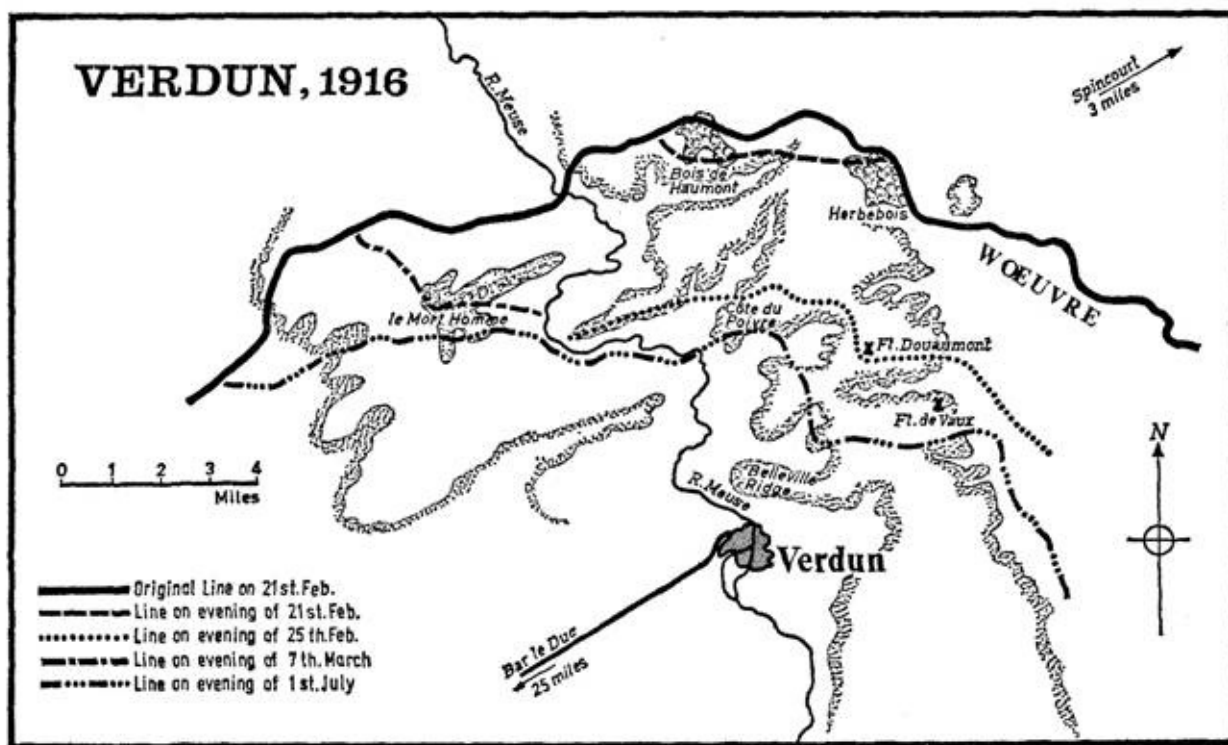 VERDUN, 1916
R. Meuse
Spincourt
3 miles
Bois de
Haumont
Herbebois
WOEUVRE
le Mort Homme
Côte du
Poivre
Ft. Douaumont
Ft. de Vaux
N
0 1 2 3 4
Miles
Belleville
Ridge
R. Meuse
Verdun
Original Line on 21st. Feb.
Line on evening of 21st. Feb.
Line on evening of 25th. Feb.
Line on evening of 7th. March
Line on evening of 1st. July
Bar le Duc
25 miles